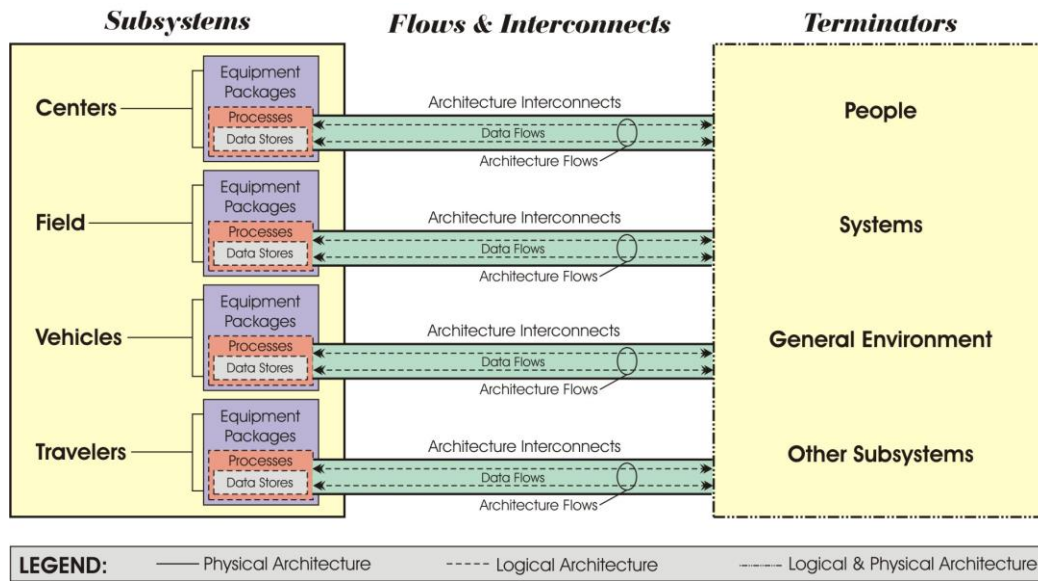 Subsystems
Flows & Interconnects
Terminators
Centers
Equipment
Packages
Processes
Data Stores
Architecture Interconnects
Data Flows
Architecture Flows
People
Field
Equipment
Packages
Processes
Data Stores
Architecture Interconnects
Data Flows
Architecture Flows
Systems
Vehicles
Equipment
Packages
Processes
Data Stores
Architecture Interconnects
Data Flows
Architecture Flows
General Environment
Travelers
Equipment
Packages
Processes
Data Stores
Architecture Interconnects
Data Flows
Architecture Flows
Other Subsystems
LEGEND:
Physical Architecture
Logical Architecture
Logical & Physical Architecture